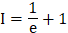 I = 1/e + 1